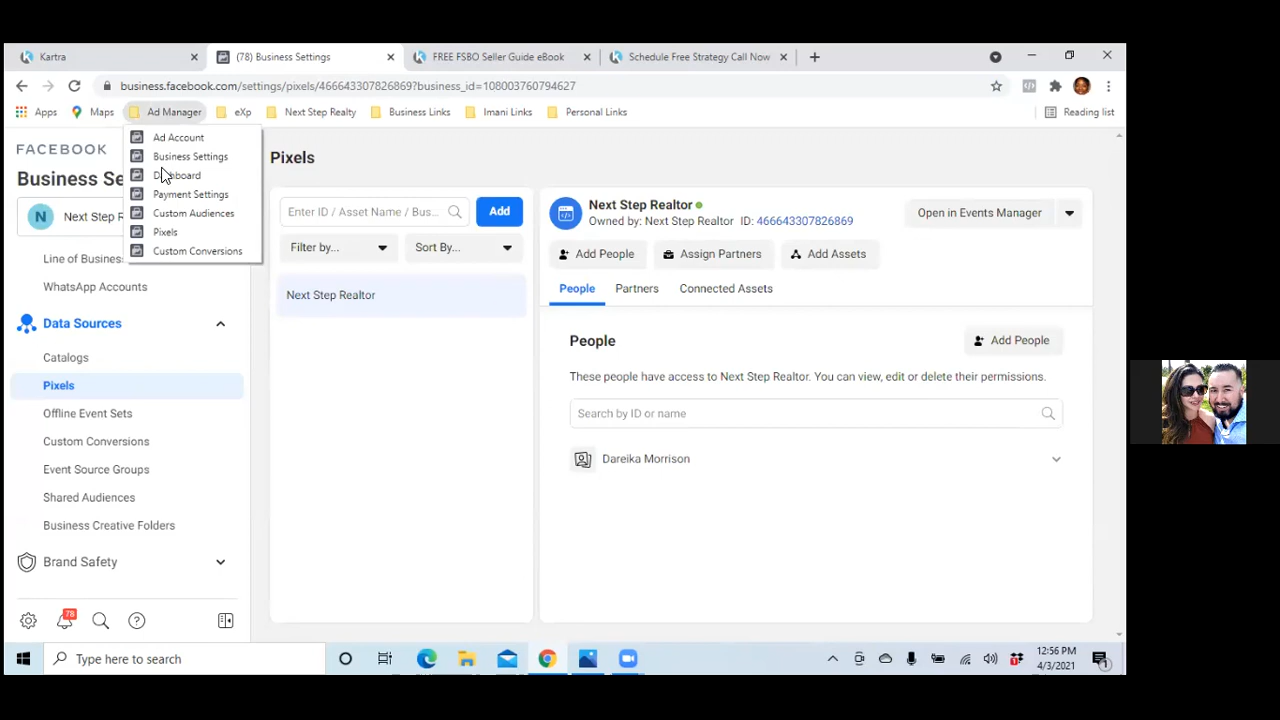 Kartra
(78) Business Settings
FREE FSBO Seller Guide eBook
Schedule Free Strategy Call Now
business.facebook.com/settings/pixels/466643307826869?business_id=108003760794627
Apps
Maps
Ad Manager
eXp
Next Step Realty
Business Links
Imani Links
Personal Links
Reading list
Ad Account
Business Settings
Payment Settings
Custom Audiences
Pixels
Custom Conversions
FACEBOOK
Business Se
N
Next Step R
Line of Business
WhatsApp Accounts
Data Sources
Catalogs
Pixels
Offline Event Sets
Custom Conversions
Event Source Groups
Shared Audiences
Business Creative Folders
Brand Safety
78
Pixels
Enter ID / Asset Name / Bus...
Add
Filter by...
Sort By...
Next Step Realtor
Next Step Realtor
Owned by: Next Step Realtor ID: 466643307826869
Open in Events Manager
Add People
Assign Partners
Add Assets
People
Partners
Connected Assets
People
Add People
These people have access to Next Step Realtor. You can view, edit or delete their permissions.
Search by ID or name
Dareika Morrison
Type here to search
12:56 PM
4/3/2021
1